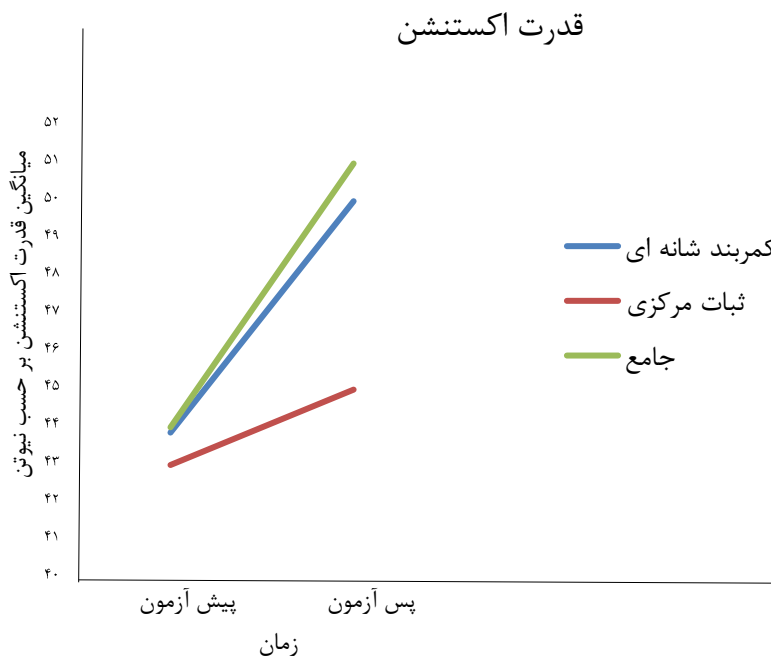 قدرت اکستنشن
میانگین قدرت اکستنشن بر حسب نیوتن
۵۲
۵۱
۵۰
۴۹
۴۸
۴۷
۴۶
۴۵
۴۴
۴۳
۴۲
۴۱
۴۰
کمربند شانه ای
ثبات مرکزی
جامع
پیش آزمون
پس آزمون
زمان